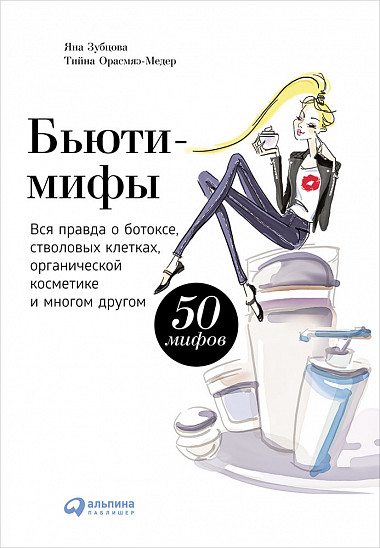 Яна Зубцова
Тийна Орасмяэ-Медер
Бьюти-
мифы
Вся правда о ботоксе,
стволовых клетках,
органической
косметике
и многом другом
50
мифов
альпина
ПАБЛИШЕР